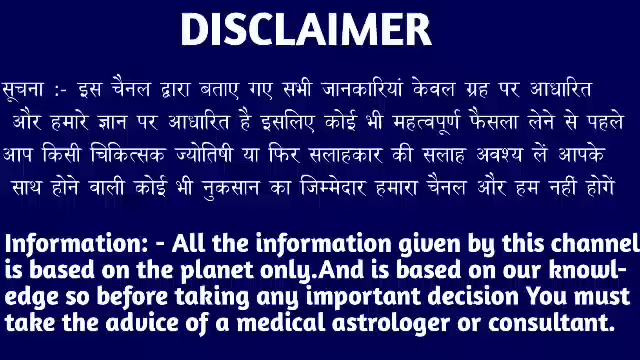 DISCLAIMER
सूचना :- इस चैनल द्वारा बताए गए सभी जानकारियां केवल ग्रह पर आधारित
और हमारे ज्ञान पर आधारित है इसलिए कोई भी महत्वपूर्ण फैसला लेने से पहले
आप किसी चिकित्सक ज्योतिषी या फिर सलाहकार की सलाह अवश्य लें आपके
साथ होने वाली कोई भी नुकसान का जिम्मेदार हमारा चैनल और हम नहीं होगें
Information: - All the information given by this channel
is based on the planet only.And is based on our knowl-
edge so before taking any important decision You must
take the advice of a medical astrologer or consultant.